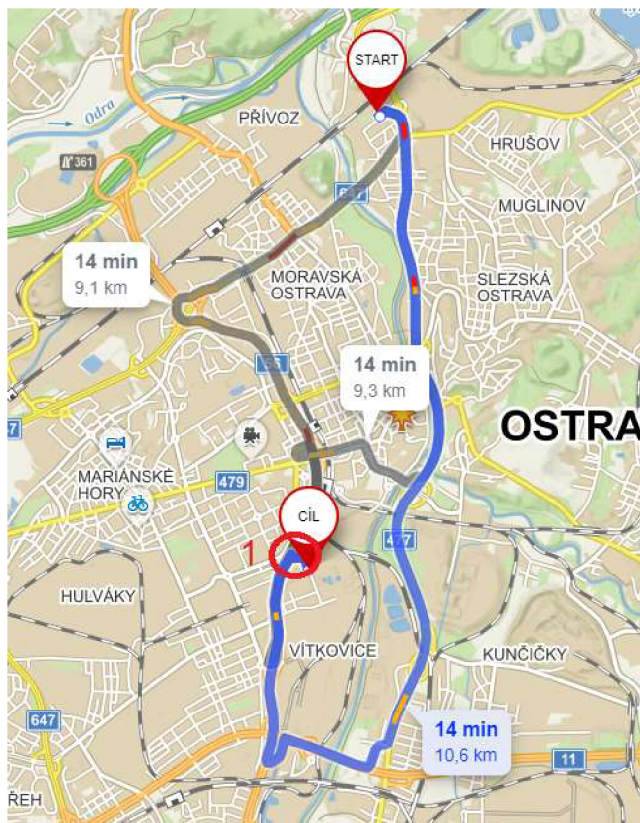 START
Odra
PŘÍVOZ
361
HRUŠOV
MUGLINOV
14 min
9,1 km
MORAVSKÁ
OSTRAVA
SLEZSKÁ
OSTRAVA
14 min
9,3 km
OSTRA
MARIÁNSKÉ
HORY
479
CÍL
1
477
HULVÁKY
VÍTKOVICE
KUNČIČKY
647
14 min
10,6 km
11
ŘEH